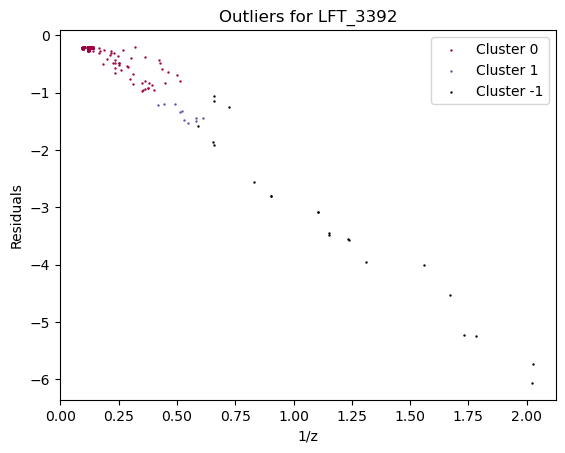 Outliers for LFT_3392
Cluster 0
Cluster 1
Cluster -1
Residuals
0
−1
−2
−3
−4
−5
−6
0.00 0.25 0.50 0.75 1.00 1.25 1.50 1.75 2.00
1/z